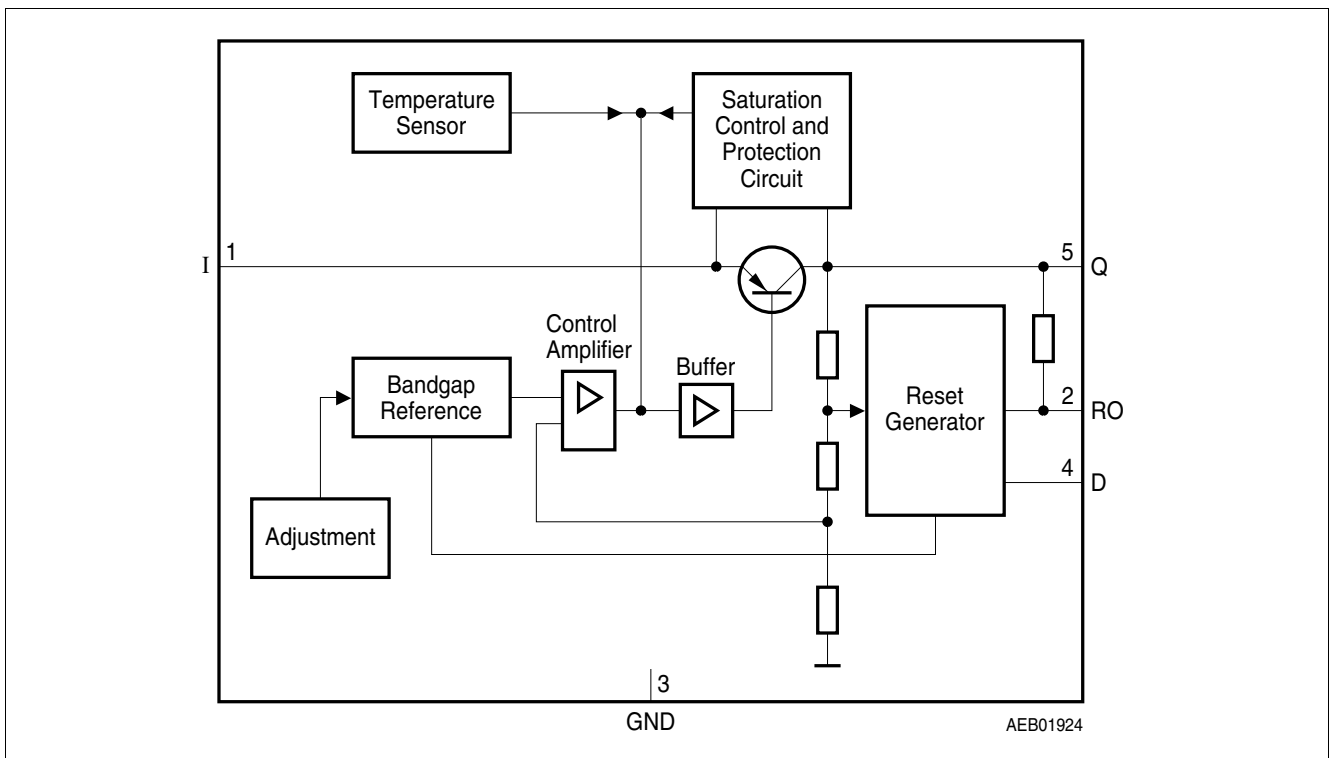 Temperature
Sensor
Saturation
Control and
Protection
Circuit
I
1
5
Q
Control
Amplifier
Buffer
Bandgap
Reference
Reset
Generator
2
RO
4
D
Adjustment
3
GND
AEB01924